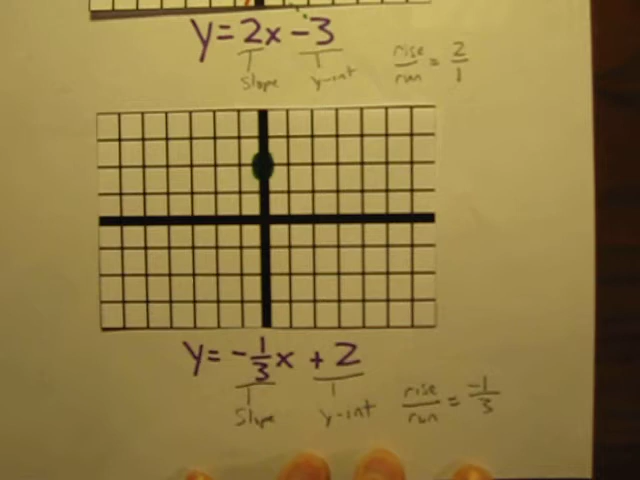 y=2x-3
slope y-int rise/run = 2/1
y=-1/3x+2
slope y-int rise/run = -1/3